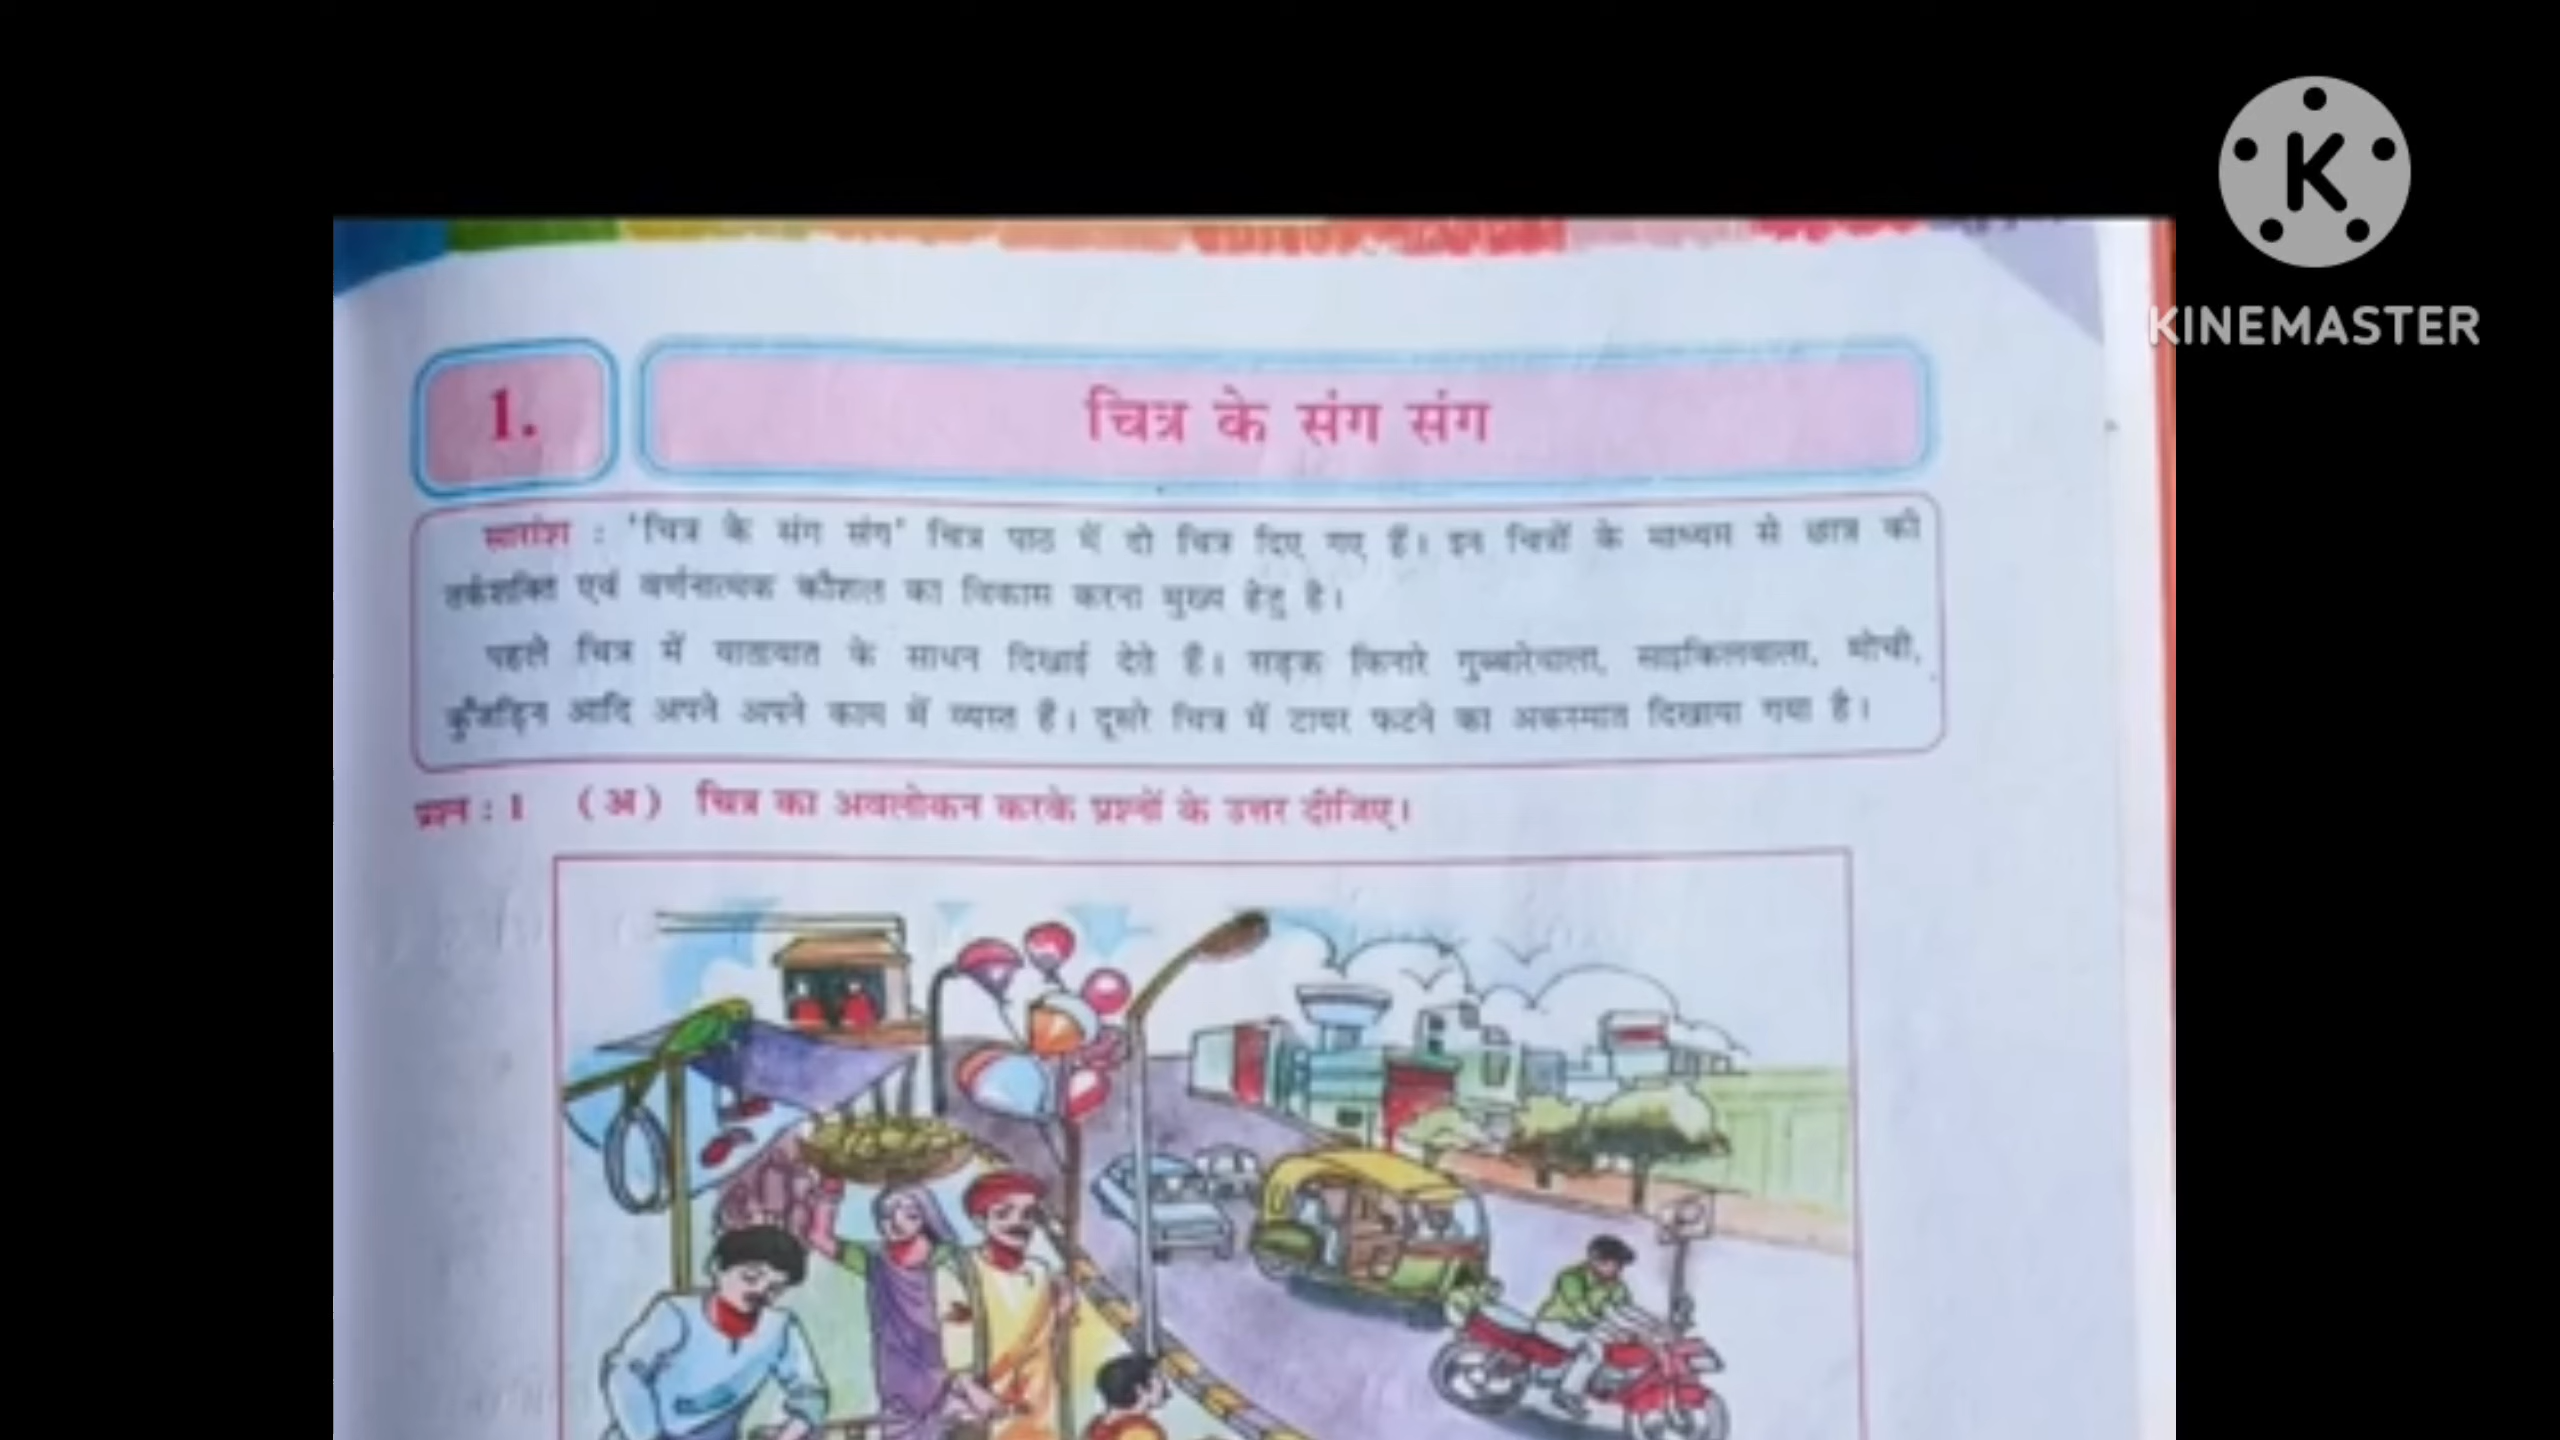 KINEMASTER
1.
चित्र के संग संग
सारांश : 'चित्र के संग संग' चित्र पाठ में दो चित्र दिए गए हैं। इन चित्रों के माध्यम से छात्र की
तर्कशक्ति एवं वर्णनात्मक कौशल का विकास करना मुख्य हेतु है।
पहले चित्र में यातायात के साधन दिखाई देते हैं। सड़क किनारे गुब्बारेवाला, साइकिलवाला, मोची,
कुँजड़िन आदि अपने अपने काम में व्यस्त हैं। दूसरे चित्र में टायर फटने का अकस्मात दिखाया गया है।
प्रश्न : 1 (अ) चित्र का अवलोकन करके प्रश्नों के उत्तर दीजिए।